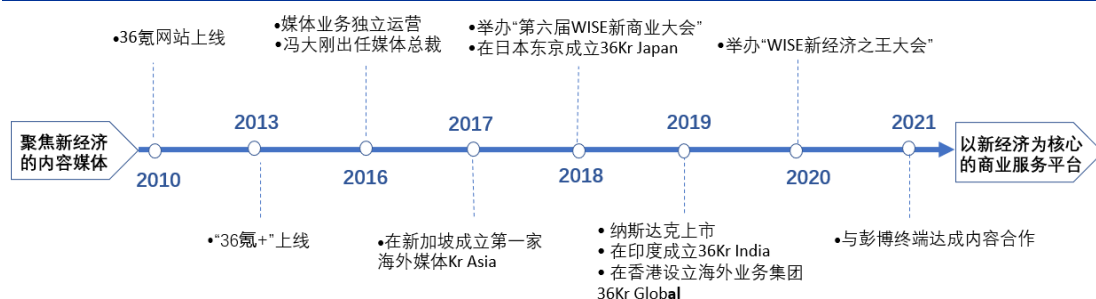 •36氪网站上线
•媒体业务独立运营
•冯大刚出任媒体总裁
•举办“第六届WISE新商业大会”
•在日本东京成立36Kr Japan
•举办“WISE新经济之王大会”
聚焦新经济
的内容媒体
2010
2013
2016
2017
2018
2019
2020
2021
以新经济为核心
的商业服务平台
•“36氪+”上线
•在新加坡成立第一家
海外媒体Kr Asia
• 纳斯达克上市
• 在印度成立36Kr India
• 在香港设立海外业务集团
36Kr Global
•与彭博终端达成内容合作